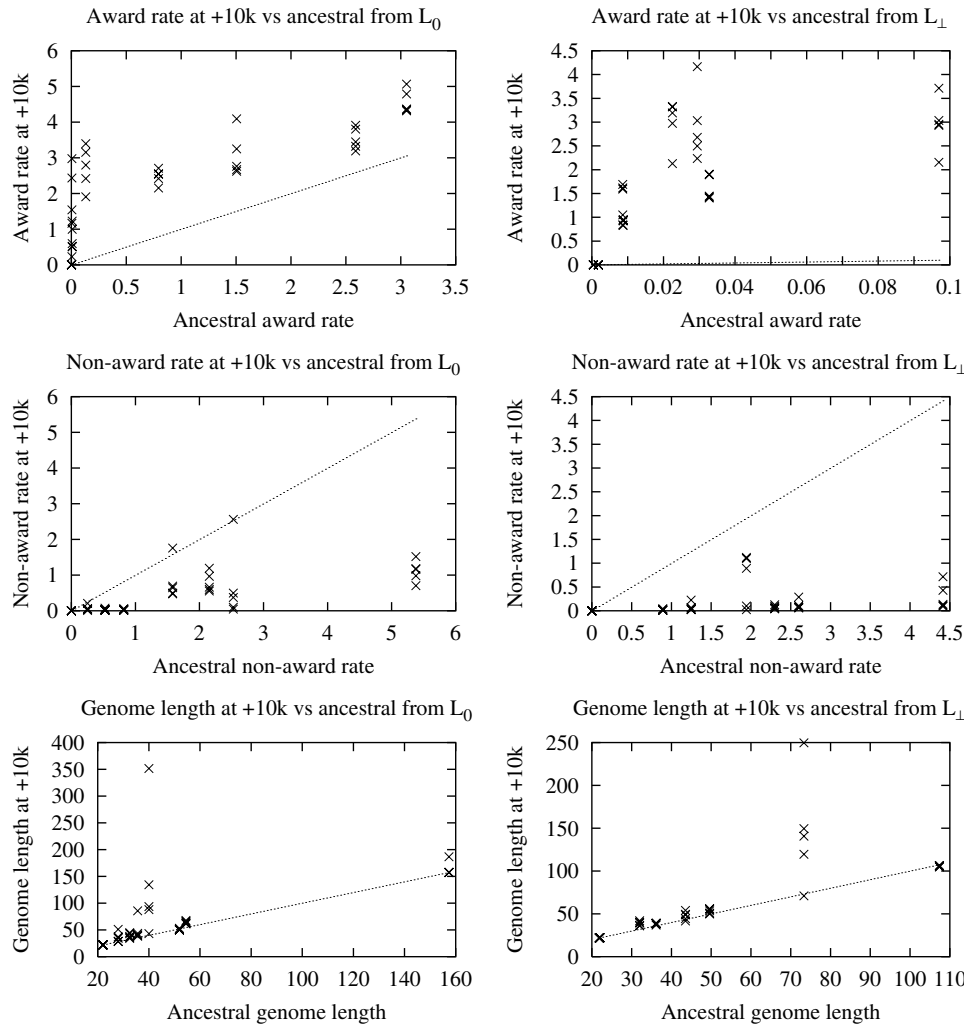 Award rate at +10k vs ancestral from L₀
Award rate at +10k
6
5
4
3
2
1
0
0 0.5 1 1.5 2 2.5 3 3.5
Ancestral award rate
Award rate at +10k vs ancestral from L⊥
Award rate at +10k
4.5
4
3.5
3
2.5
2
1.5
1
0.5
0
0 0.02 0.04 0.06 0.08 0.1
Ancestral award rate
Non-award rate at +10k vs ancestral from L₀
Non-award rate at +10k
6
5
4
3
2
1
0
0 1 2 3 4 5 6
Ancestral non-award rate
Non-award rate at +10k vs ancestral from L⊥
Non-award rate at +10k
4.5
4
3.5
3
2.5
2
1.5
1
0.5
0
0 0.5 1 1.5 2 2.5 3 3.5 4 4.5
Ancestral non-award rate
Genome length at +10k vs ancestral from L₀
Genome length at +10k
400
350
300
250
200
150
100
50
0
20 40 60 80 100 120 140 160
Ancestral genome length
Genome length at +10k vs ancestral from L⊥
Genome length at +10k
250
200
150
100
50
0
20 30 40 50 60 70 80 90 100 110
Ancestral genome length